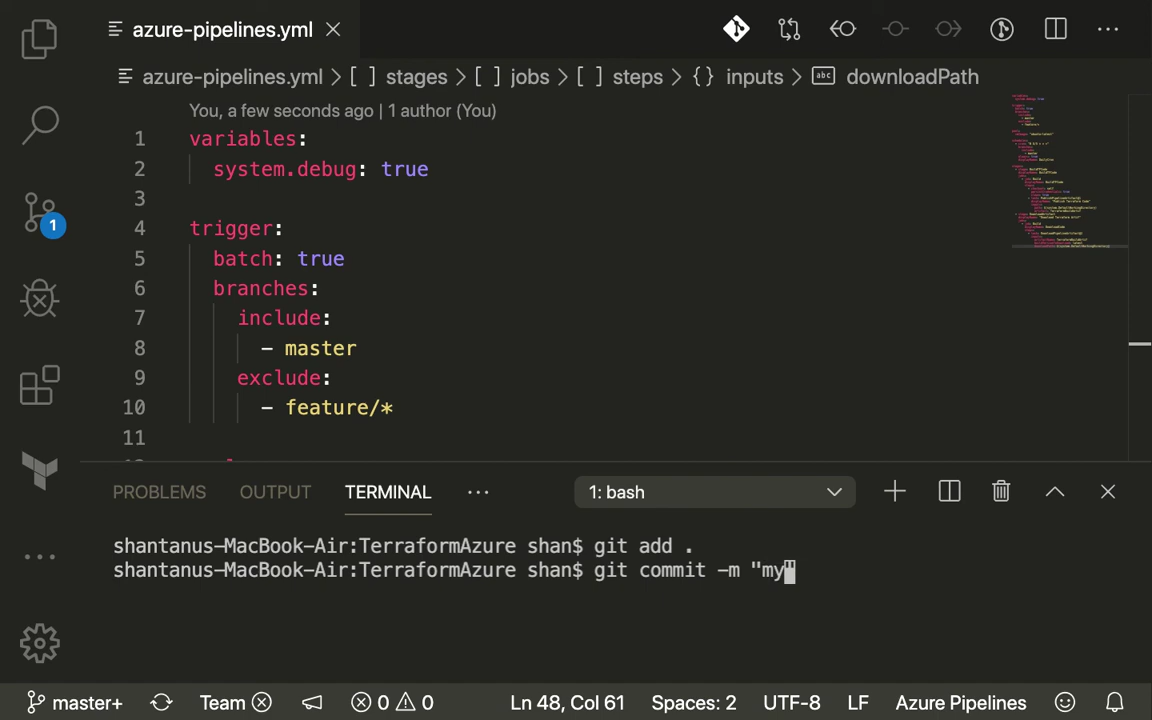 azure-pipelines.yml
azure-pipelines.yml > [ ] stages > [ ] jobs > [ ] steps > {} inputs > abc downloadPath
You, a few seconds ago | 1 author (You)
1 variables:
2 system.debug: true
3
4 trigger:
5 batch: true
6 branches:
7 include:
8 - master
9 exclude:
10 - feature/*
11
1
PROBLEMS OUTPUT TERMINAL ··· 1: bash
shantanus-MacBook-Air:TerraformAzure shan$ git add .
shantanus-MacBook-Air:TerraformAzure shan$ git commit -m "my"
master+ Team 0 0 Ln 48, Col 61 Spaces: 2 UTF-8 LF Azure Pipelines